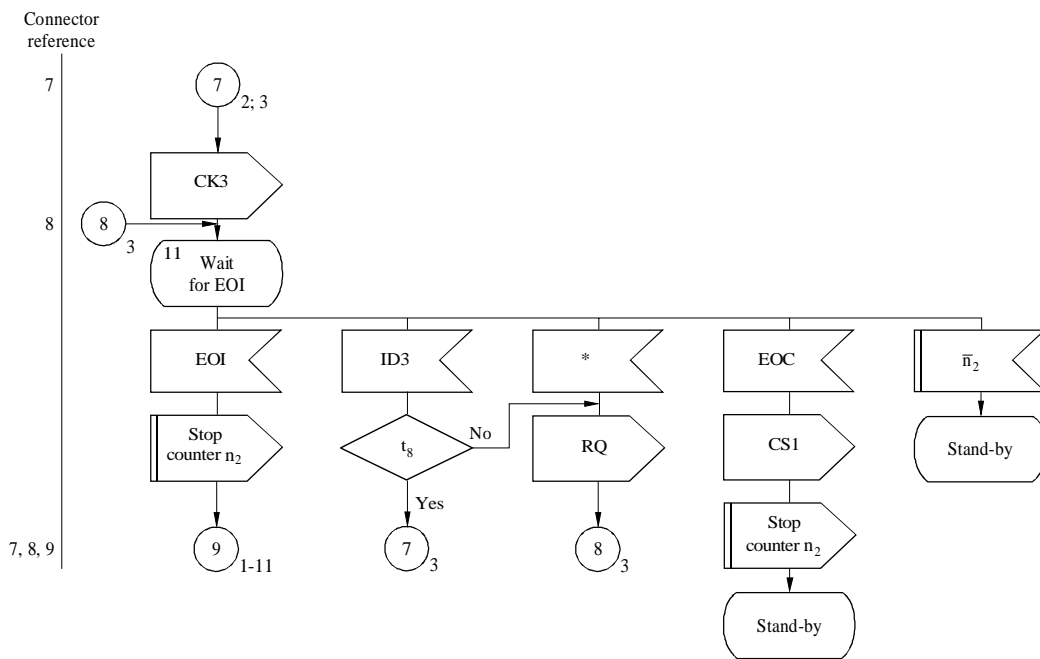 Connector
reference
7
7
2; 3
CK3
8
8
3
11
Wait
for EOI
EOI
ID3
*
EOC
n̅₂
Stop
counter n₂
t₈
No
RQ
CS1
Stand-by
Yes
7, 8, 9
9
1-11
7
3
8
3
Stop
counter n₂
Stand-by